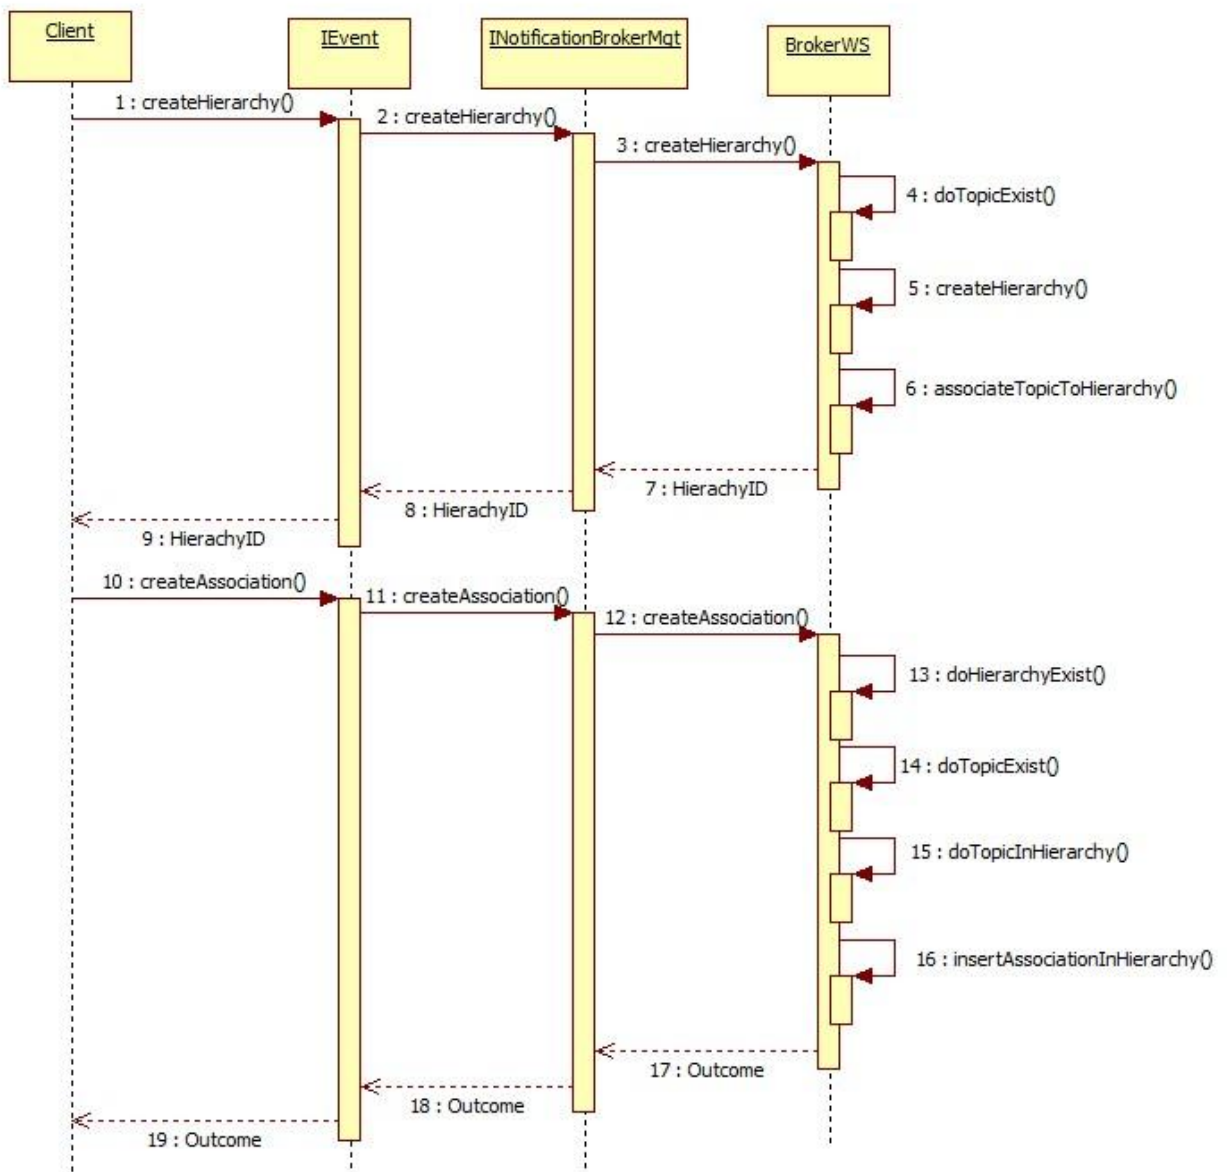 Client
IEvent
INotificationBrokerMgt
BrokerWS
1 : createHierarchy()
2 : createHierarchy()
3 : createHierarchy()
4 : doTopicExist()
5 : createHierarchy()
6 : associateTopicToHierarchy()
7 : HierachyID
8 : HierachyID
9 : HierachyID
10 : createAssociation()
11 : createAssociation()
12 : createAssociation()
13 : doHierarchyExist()
14 : doTopicExist()
15 : doTopicInHierarchy()
16 : insertAssociationInHierarchy()
17 : Outcome
18 : Outcome
19 : Outcome